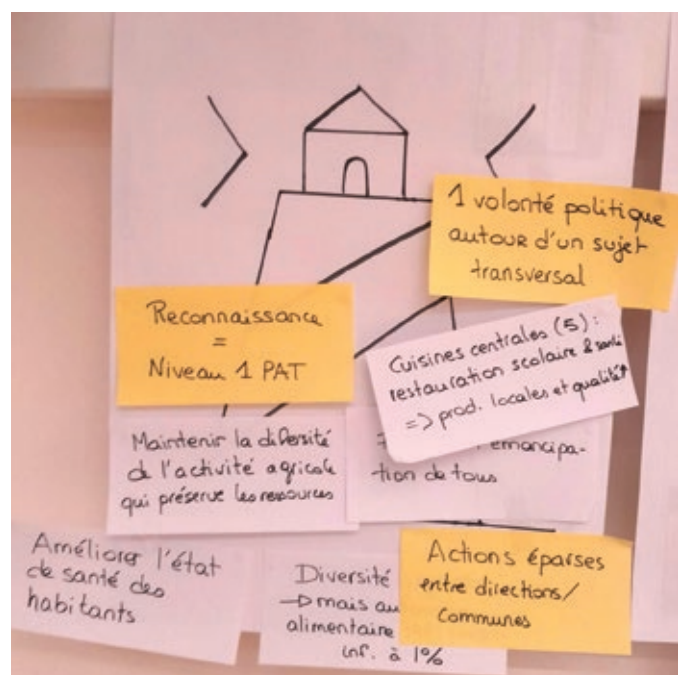 1 volonté politique
autour d'un sujet
transversal
Reconnaissance
=
Niveau 1 PAT
Cuisines centrales (5) :
restauration scolaire & santé
=> prod. locales et qualité
Maintenir la diversité
de l'activité agricole
qui préserve les ressources
émancipa-
tion de tous
Améliorer l'état
de santé des
habitants
Diversité
→ mais au
alimentaire
inf. à 1%
Actions éparses
entre directions/
communes